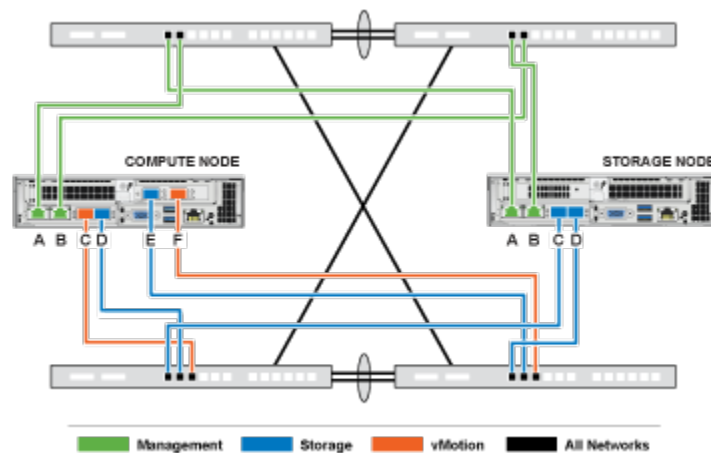 COMPUTE NODE
STORAGE NODE
A B C D E F
A B C D
Management Storage vMotion All Networks